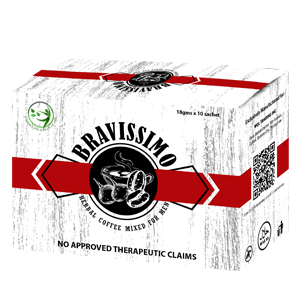 18gms x 10 sachet
BRAVISSIMO
HERBAL COFFEE MIXED FOR MEN
NO APPROVED THERAPEUTIC CLAIMS